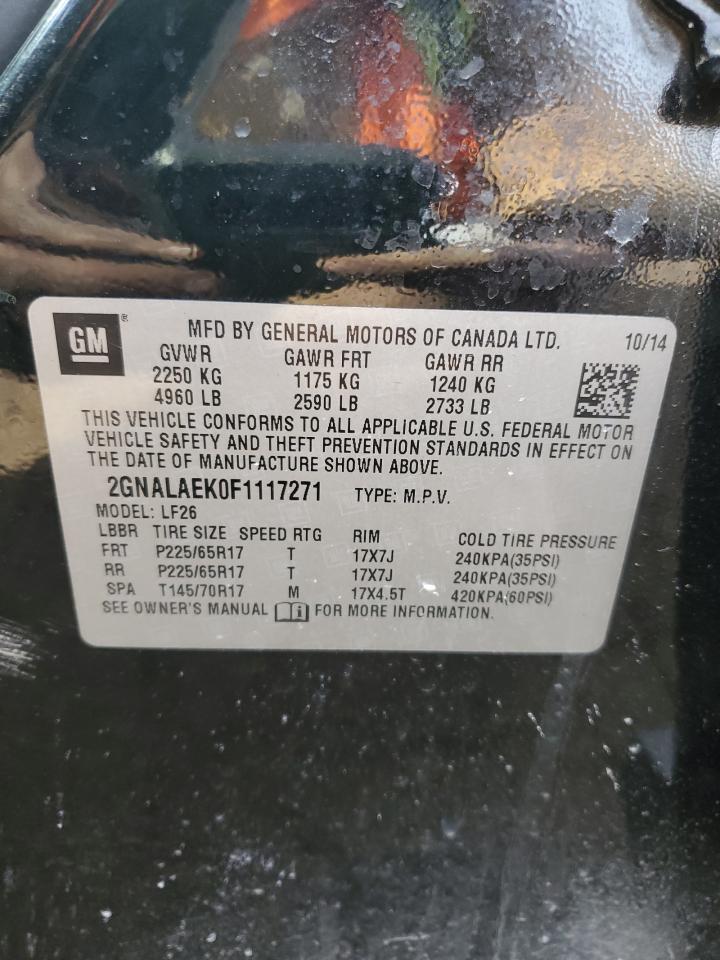 GM® MFD BY GENERAL MOTORS OF CANADA LTD. 10/14
GVWR GAWR FRT GAWR RR
2250 KG 1175 KG 1240 KG
4960 LB 2590 LB 2733 LB
THIS VEHICLE CONFORMS TO ALL APPLICABLE U.S. FEDERAL MOTOR
VEHICLE SAFETY AND THEFT PREVENTION STANDARDS IN EFFECT ON
THE DATE OF MANUFACTURE SHOWN ABOVE.
2GNALAEK0F1117271 TYPE: M.P.V.
MODEL: LF26
LBBR TIRE SIZE SPEED RTG RIM COLD TIRE PRESSURE
FRT P225/65R17 T 17X7J 240KPA(35PSI)
RR P225/65R17 T 17X7J 240KPA(35PSI)
SPA T145/70R17 M 17X4.5T 420KPA(60PSI)
SEE OWNER'S MANUAL i FOR MORE INFORMATION.